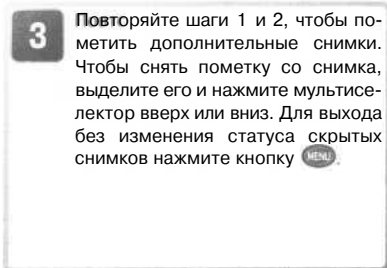 3
Повторяйте шаги 1 и 2, чтобы по-
метить дополнительные снимки.
Чтобы снять пометку со снимка,
выделите его и нажмите мультисе-
лектор вверх или вниз. Для выхода
без изменения статуса скрытых
снимков нажмите кнопку MENU.